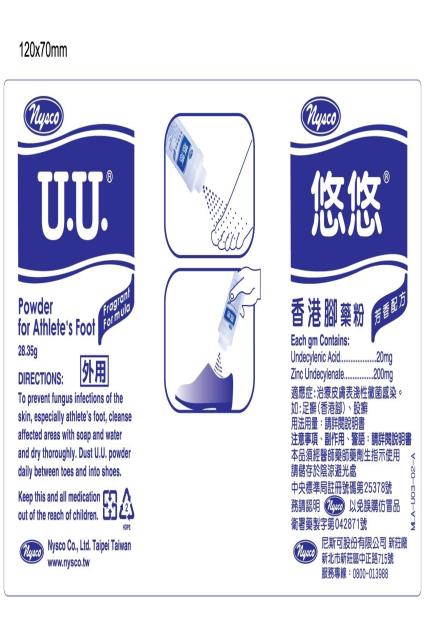 120x70mm
Nysco
U.U.®
Powder
for Athlete's Foot
Fragrant
Formula
28.35g
DIRECTIONS:
外用
To prevent fungus infections of the
skin, especially athlete's foot, cleanse
affected areas with soap and water
and dry thoroughly. Dust U.U. powder
daily between toes and into shoes.
Keep this and all medication
out of the reach of children.
2
HDPE
Nysco
Nysco Co., Ltd. Taipei Taiwan
www.nysco.tw
悠悠
Nysco
悠悠®
香港腳藥粉
芳香配方
Each gm Contains:
Undecylenic Acid....................20mg
Zinc Undecylenate...............200mg
適應症:治療皮膚表淺性黴菌感染。
如:足癬(香港腳)、股癬
用法用量:請詳閱說明書
注意事項、副作用、警語:請詳閱說明書
本品須經醫師藥師藥劑生指示使用
請儲存於陰涼避光處
中央標準局註冊號碼第25378號
務請認明 Nysco 以免誤購仿冒品
衛署藥製字第042871號
Nysco
尼斯可股份有限公司 新莊廠
新北市新莊區中正路715號
服務專線:0800-013988
MLA-U03-02-A